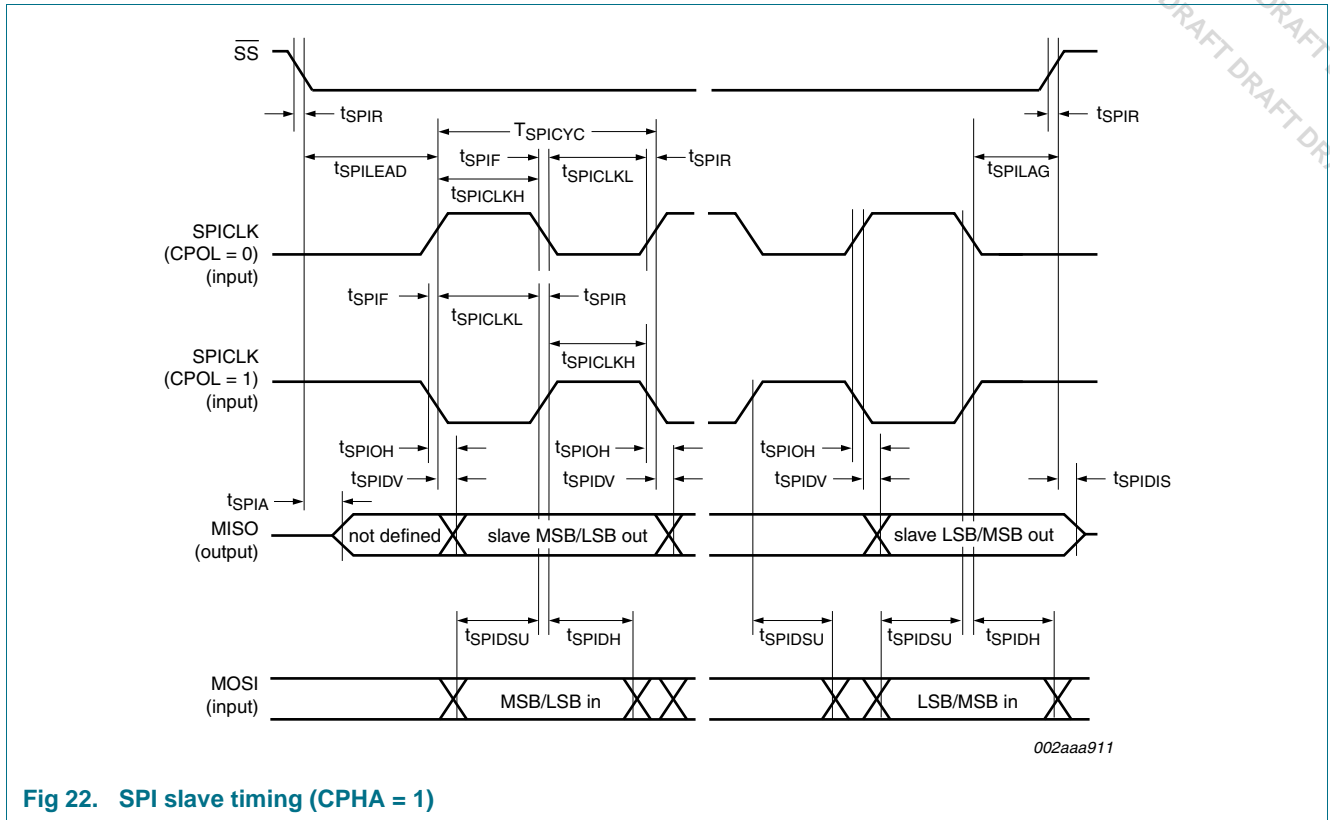 DRAFT DRAFT DRAFT DR
DRAFT DRAFT
SS
tSPIR
TSPICYC
tSPIR
tSPILEAD
tSPIF
tSPICLKL
tSPIR
tSPILAG
tSPICLKH
SPICLK
(CPOL = 0)
(input)
tSPIF
tSPICLKL
tSPIR
SPICLK
(CPOL = 1)
(input)
tSPICLKH
tSPIOH
tSPIOH
tSPIOH
tSPIDV
tSPIDV
tSPIDV
tSPIDIS
tSPIA
MISO
(output)
not defined
slave MSB/LSB out
slave LSB/MSB out
tSPIDSU
tSPIDH
tSPIDSU
tSPIDSU
tSPIDH
MOSI
(input)
MSB/LSB in
LSB/MSB in
002aaa911
Fig 22. SPI slave timing (CPHA = 1)